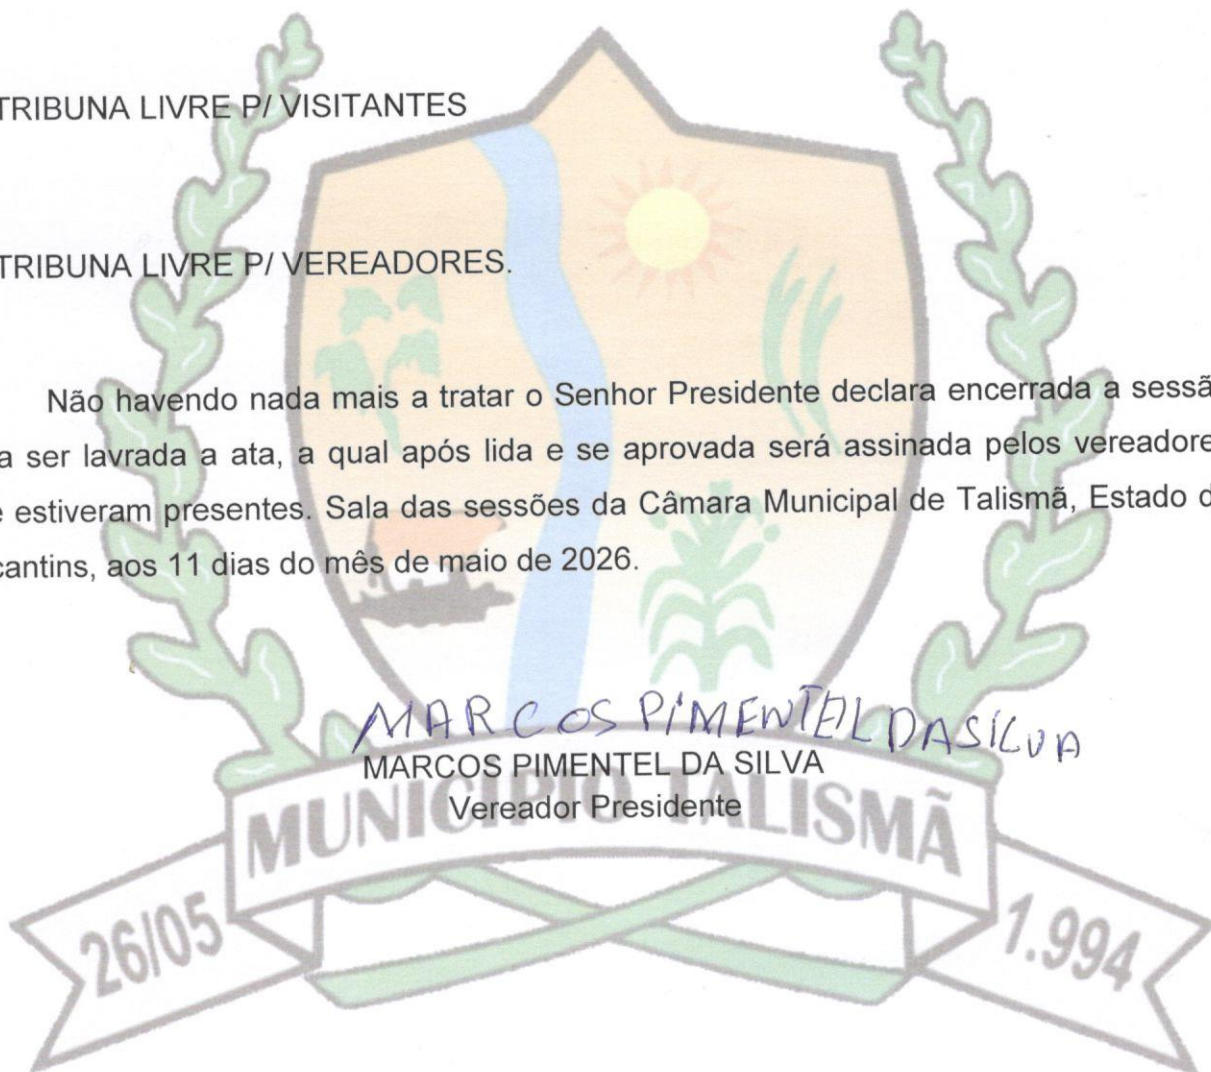 TRIBUNA LIVRE P/ VISITANTES
TRIBUNA LIVRE P/ VEREADORES.
Não havendo nada mais a tratar o Senhor Presidente declara encerrada a sessã
a ser lavrada a ata, a qual após lida e se aprovada será assinada pelos vereadore
e estiveram presentes. Sala das sessões da Câmara Municipal de Talismã, Estado d
cantins, aos 11 dias do mês de maio de 2026.
MARCOS PIMENTEL DA SILVA
MARCOS PIMENTEL DA SILVA
Vereador Presidente
MUNICÍPIO TALISMÃ
26/05
1.994